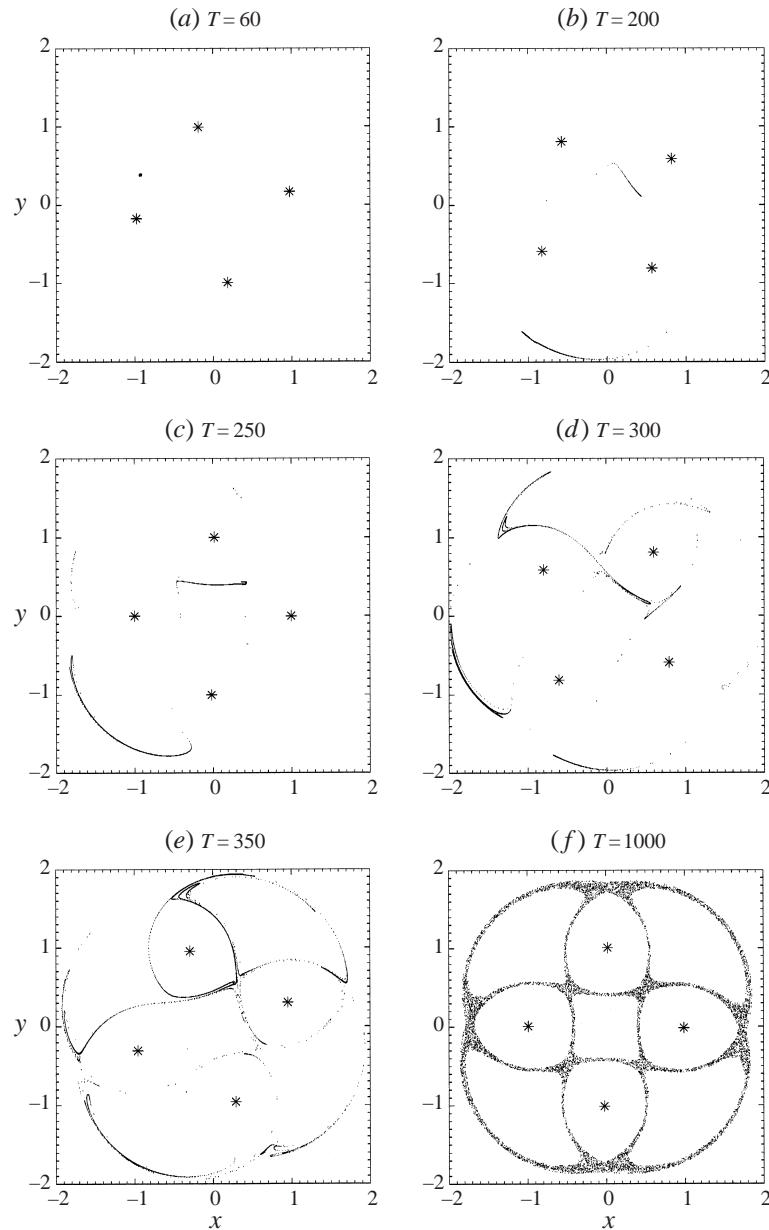 (a) T = 60
(b) T = 200
2
1
y 0
–1
–2
–2 –1 0 1 2
2
1
0
–1
–2
–2 –1 0 1 2
(c) T = 250
(d) T = 300
2
1
y 0
–1
–2
–2 –1 0 1 2
2
1
0
–1
–2
–2 –1 0 1 2
(e) T = 350
(f) T = 1000
2
1
y 0
–1
–2
–2 –1 0 1 2
x
2
1
0
–1
–2
–2 –1 0 1 2
x